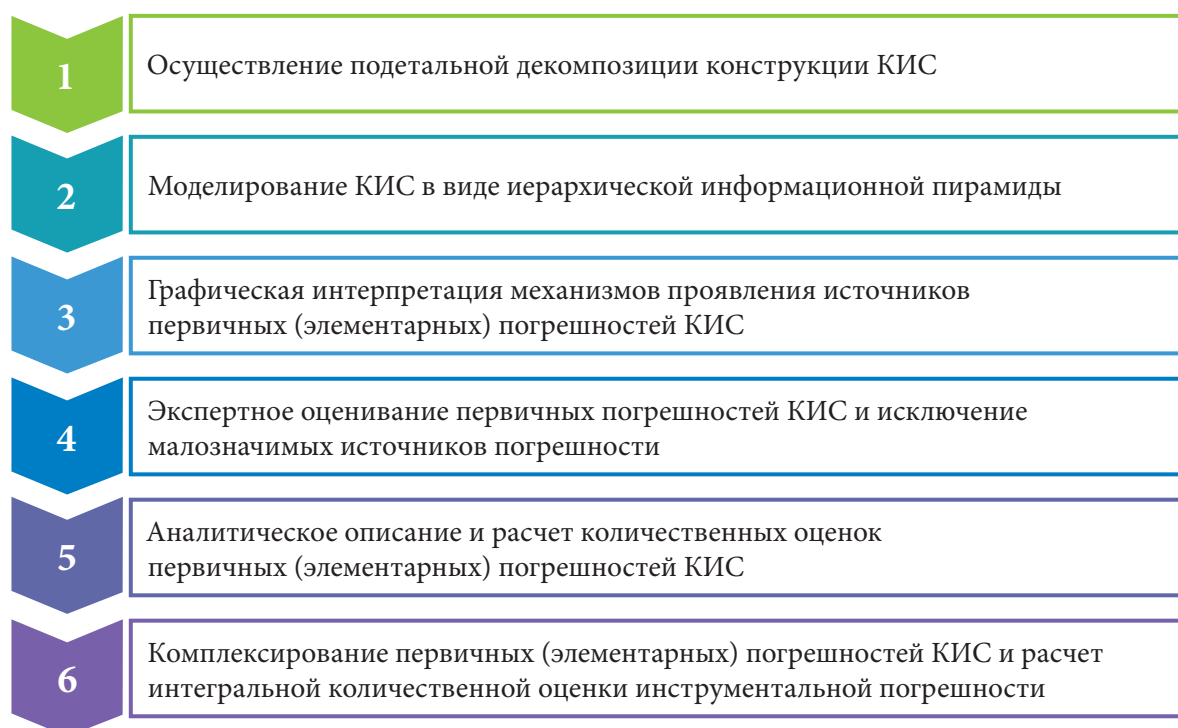 1
Осуществление подетальной декомпозиции конструкции КИС
2
Моделирование КИС в виде иерархической информационной пирамиды
3
Графическая интерпретация механизмов проявления источников
первичных (элементарных) погрешностей КИС
4
Экспертное оценивание первичных погрешностей КИС и исключение
малозначимых источников погрешности
5
Аналитическое описание и расчет количественных оценок
первичных (элементарных) погрешностей КИС
6
Комплексирование первичных (элементарных) погрешностей КИС и расчет
интегральной количественной оценки инструментальной погрешности